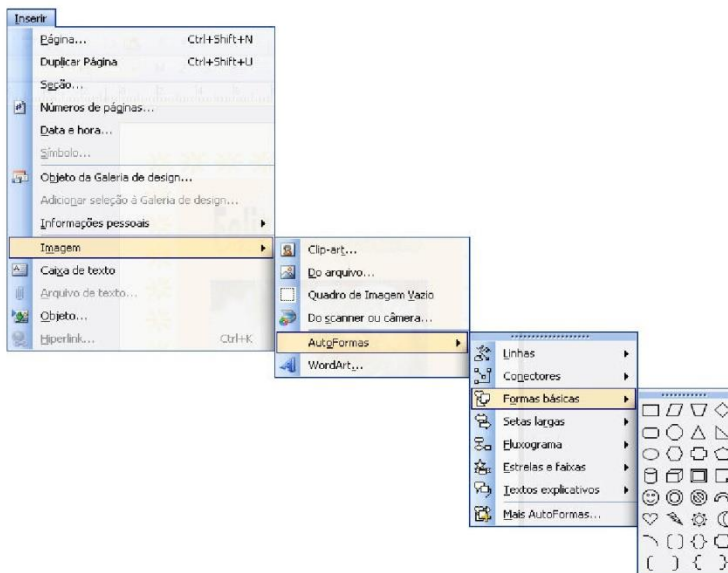 Inserir
Página... Ctrl+Shift+N
Duplicar Página Ctrl+Shift+U
Seção...
Números de páginas...
Data e hora...
Símbolo...
Objeto da Galeria de design...
Adicionar seleção à Galeria de design...
Informações pessoais
Imagem
Caixa de texto
Arquivo de texto...
Objeto...
Hiperlink... Ctrl+K
Clip-art...
Do arquivo...
Quadro de Imagem Vazio
Do scanner ou câmera...
AutoFormas
WordArt...
Linhas
Conectores
Formas básicas
Setas largas
Fluxograma
Estrelas e faixas
Textos explicativos
Mais AutoFormas...